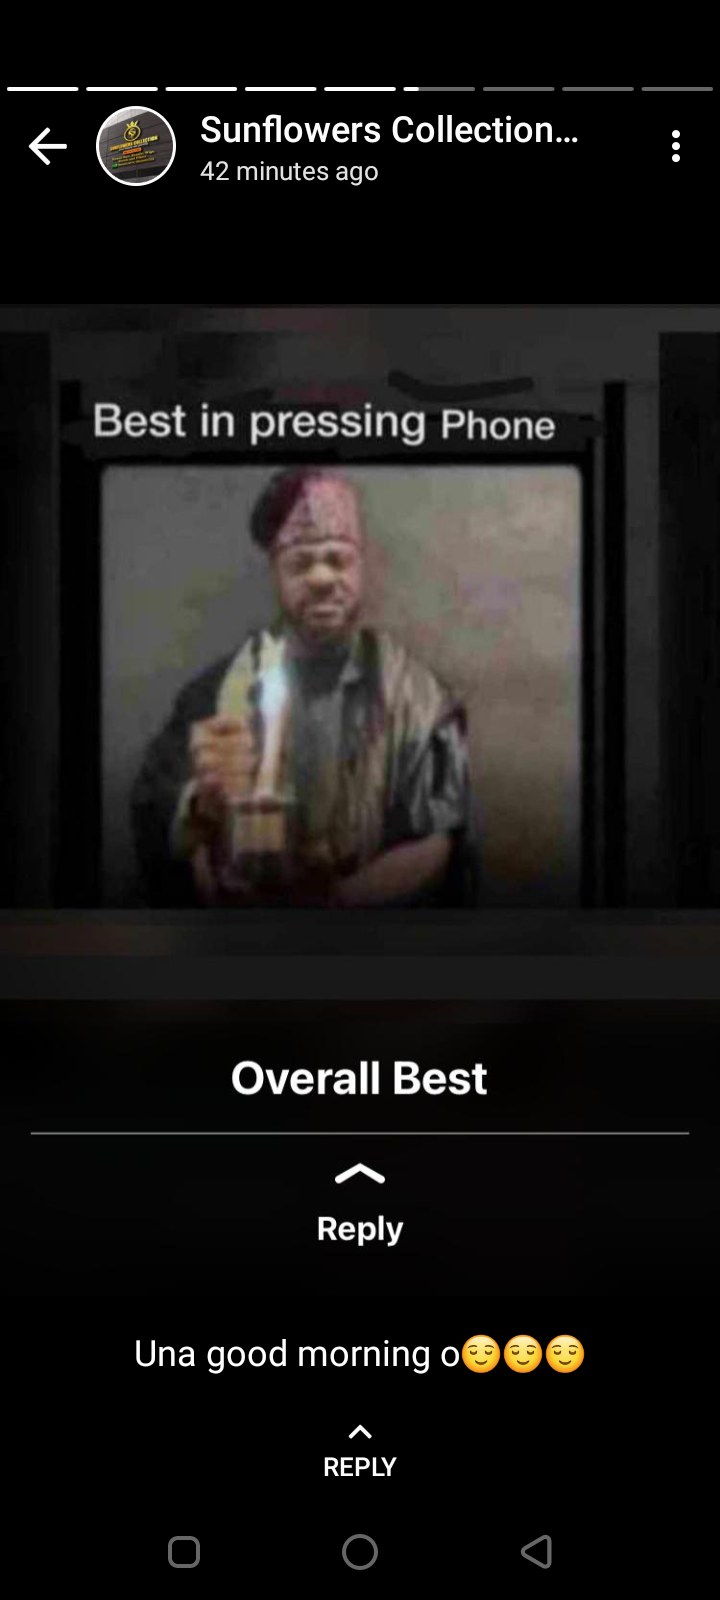 Sunflowers Collection...
42 minutes ago
Best in pressing Phone
Overall Best
Reply
Una good morning o😌😌😌
REPLY